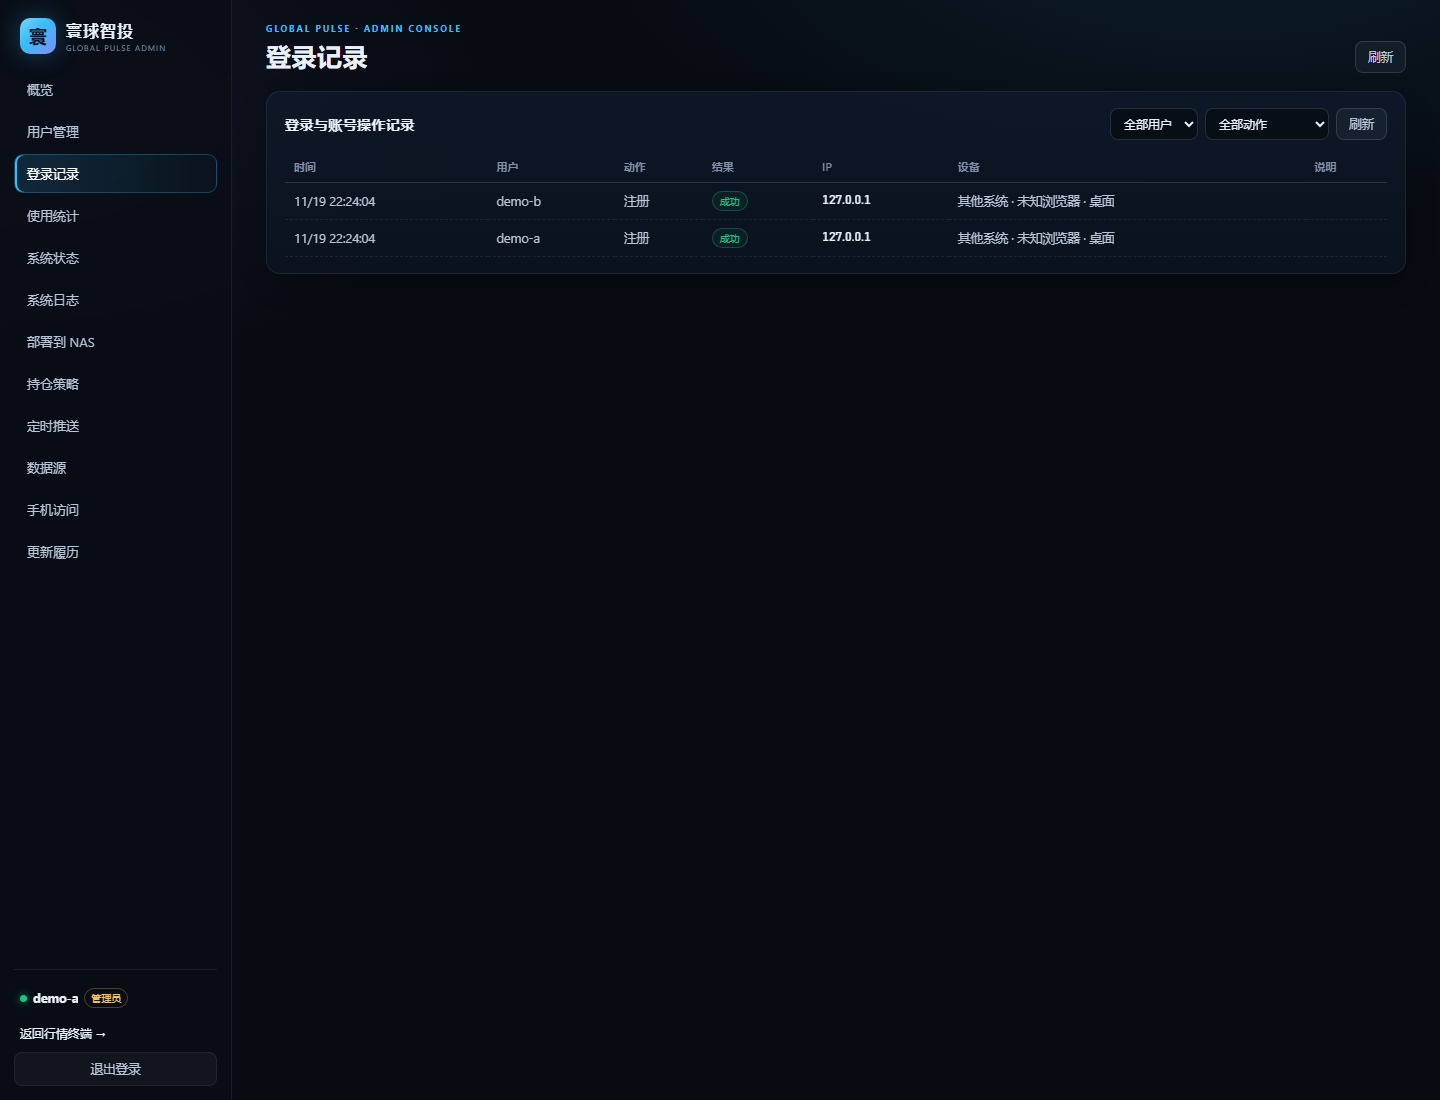 寰 寰球智投
GLOBAL PULSE ADMIN
概览
用户管理
登录记录
使用统计
系统状态
系统日志
部署到 NAS
持仓策略
定时推送
数据源
手机访问
更新履历
demo-a 管理员
返回行情终端 →
退出登录
GLOBAL PULSE · ADMIN CONSOLE
登录记录
刷新
登录与账号操作记录
全部用户 全部动作 刷新
时间 用户 动作 结果 IP 设备 说明
11/19 22:24:04 demo-b 注册 成功 127.0.0.1 其他系统 · 未知浏览器 · 桌面
11/19 22:24:04 demo-a 注册 成功 127.0.0.1 其他系统 · 未知浏览器 · 桌面